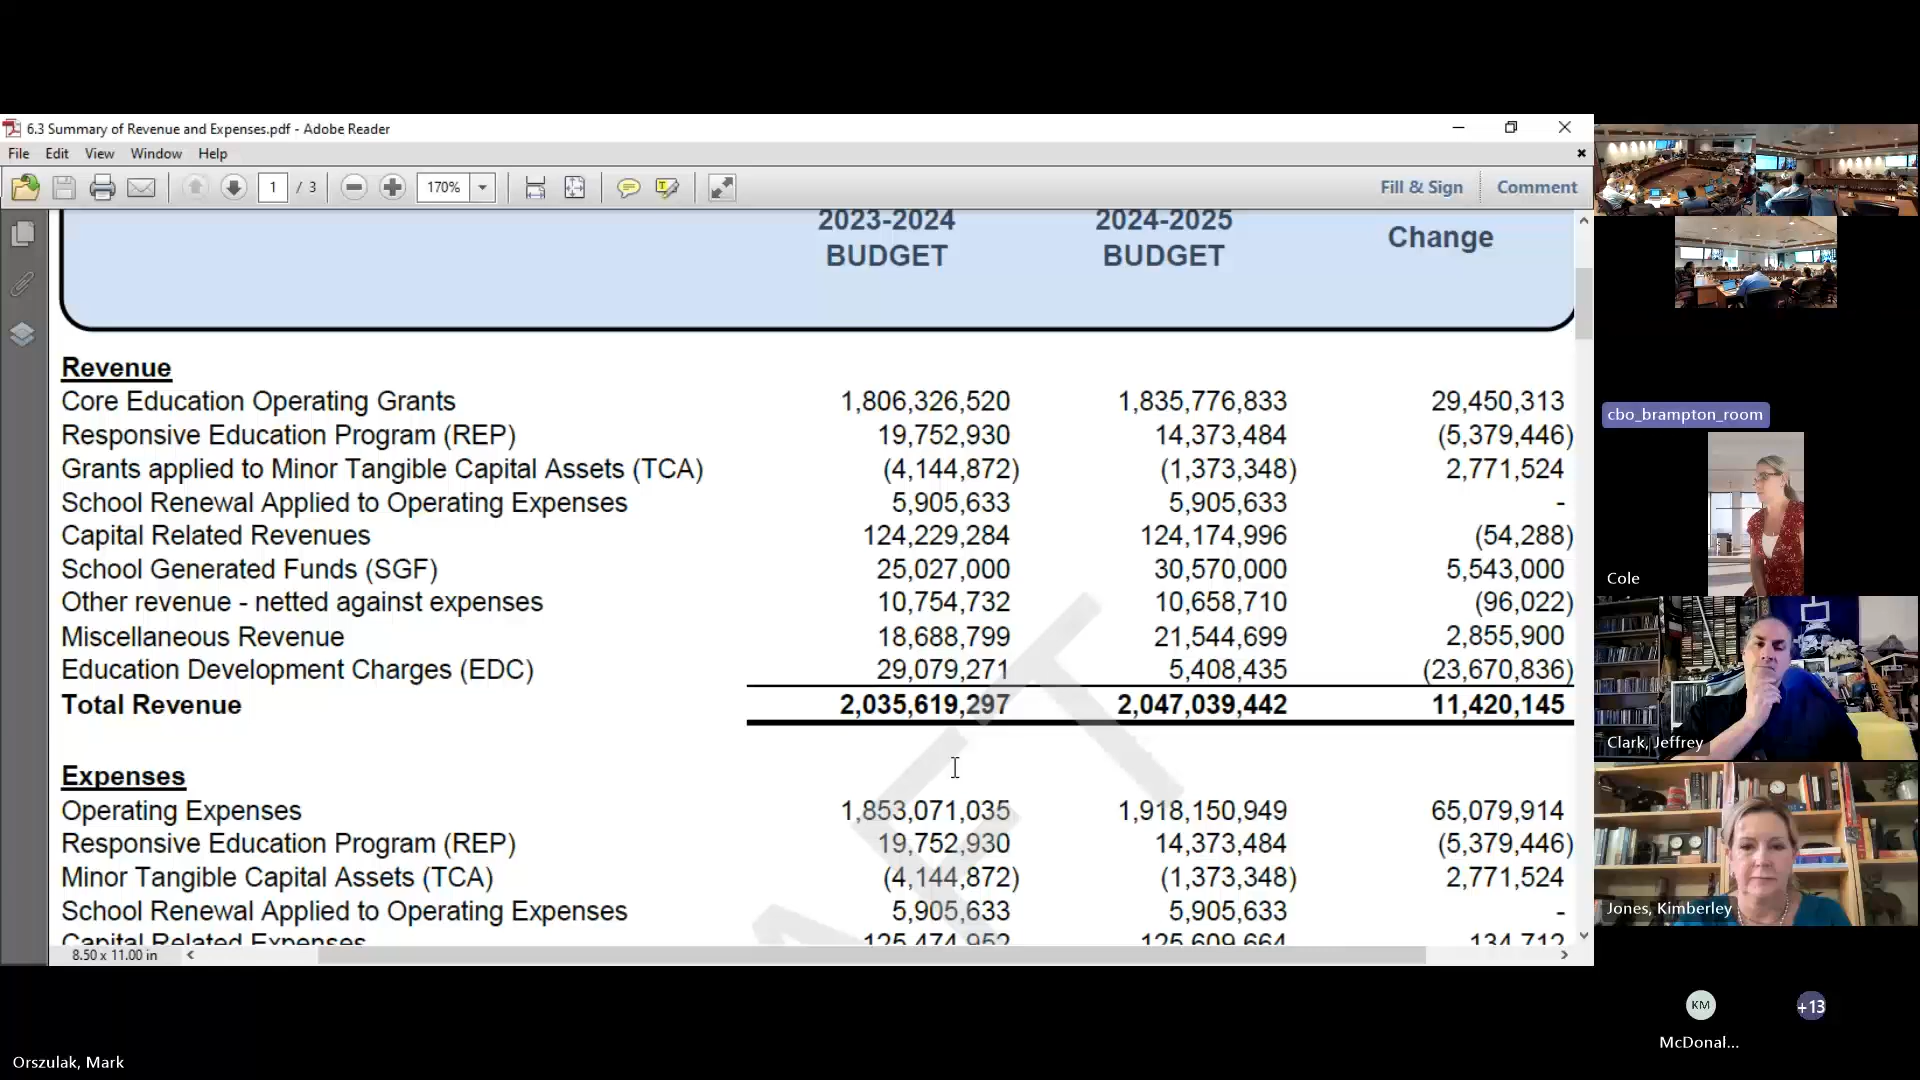 6.3 Summary of Revenue and Expenses.pdf - Adobe Reader
File Edit View Window Help
1 / 3 170% Fill & Sign Comment
2023-2024 2024-2025
Change
BUDGET BUDGET
Revenue
Core Education Operating Grants 1,806,326,520 1,835,776,833 29,450,313
Responsive Education Program (REP) 19,752,930 14,373,484 (5,379,446)
Grants applied to Minor Tangible Capital Assets (TCA) (4,144,872) (1,373,348) 2,771,524
School Renewal Applied to Operating Expenses 5,905,633 5,905,633 -
Capital Related Revenues 124,229,284 124,174,996 (54,288)
School Generated Funds (SGF) 25,027,000 30,570,000 5,543,000
Other revenue - netted against expenses 10,754,732 10,658,710 (96,022)
Miscellaneous Revenue 18,688,799 21,544,699 2,855,900
Education Development Charges (EDC) 29,079,271 5,408,435 (23,670,836)
Total Revenue 2,035,619,297 2,047,039,442 11,420,145
Expenses
Operating Expenses 1,853,071,035 1,918,150,949 65,079,914
Responsive Education Program (REP) 19,752,930 14,373,484 (5,379,446)
Minor Tangible Capital Assets (TCA) (4,144,872) (1,373,348) 2,771,524
School Renewal Applied to Operating Expenses 5,905,633 5,905,633 -
Capital Related Expenses 125,474,952 125,609,664 134,712
8.50 x 11.00 in
cbo_brampton_room
Cole
Clark, Jeffrey
Jones, Kimberley
KM
+13
McDonal...
Orszulak, Mark